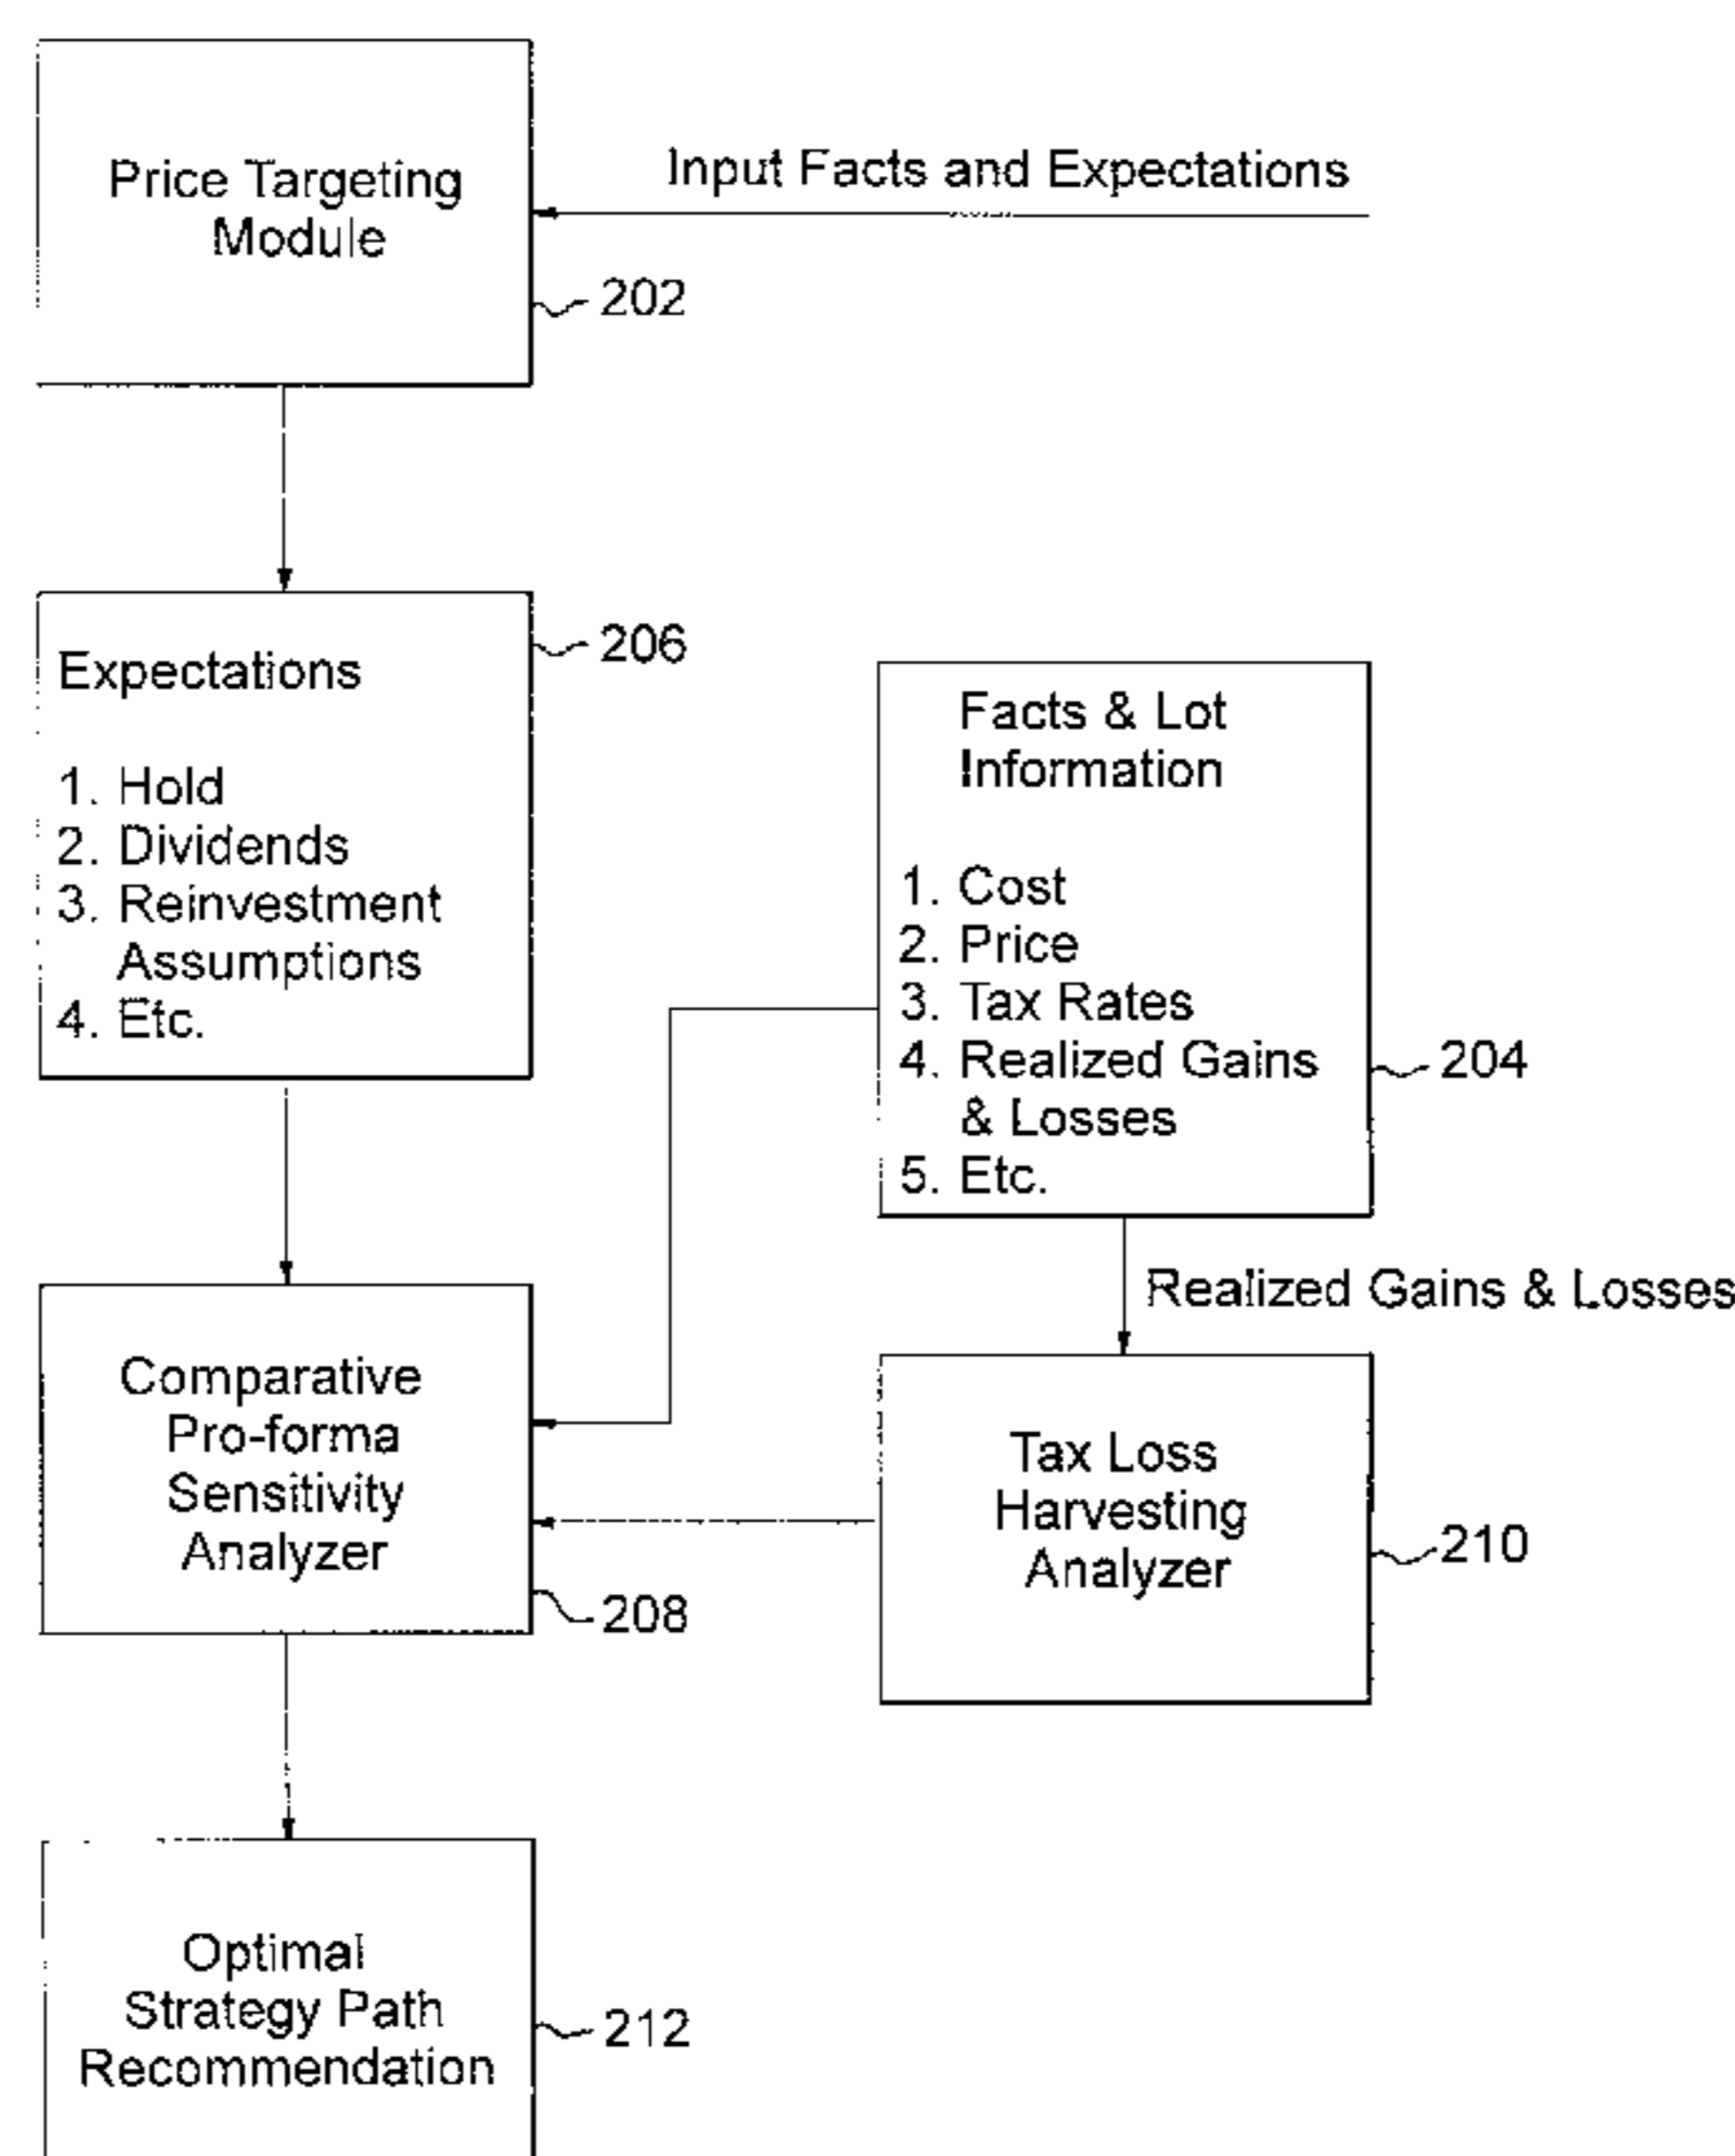 Price Targeting
Module
Input Facts and Expectations
202
Expectations
1. Hold
2. Dividends
3. Reinvestment
Assumptions
4. Etc.
206
Facts & Lot
Information
1. Cost
2. Price
3. Tax Rates
4. Realized Gains
& Losses
5. Etc.
204
Realized Gains & Losses
Comparative
Pro-forma
Sensitivity
Analyzer
208
Tax Loss
Harvesting
Analyzer
210
Optimal
Strategy Path
Recommendation
212